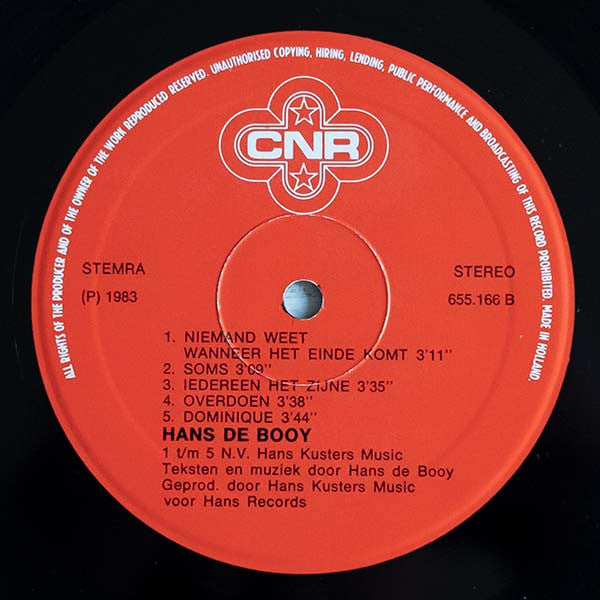 ALL RIGHTS OF THE PRODUCER AND OF THE OWNER OF THE WORK REPRODUCED RESERVED. UNAUTHORISED COPYING, HIRING, LENDING, PUBLIC PERFORMANCE AND BROADCASTING OF THIS RECORD PROHIBITED. MADE IN HOLLAND.
CNR
STEMRA
STEREO
(P) 1983
655.166 B
1. NIEMAND WEET
WANNEER HET EINDE KOMT 3'11"
2. SOMS 3'09"
3. IEDEREEN HET ZIJNE 3'35"
4. OVERDOEN 3'38"
5. DOMINIQUE 3'44"
HANS DE BOOY
1 t/m 5 N.V. Hans Kusters Music
Teksten en muziek door Hans de Booy
Geprod. door Hans Kusters Music
voor Hans Records